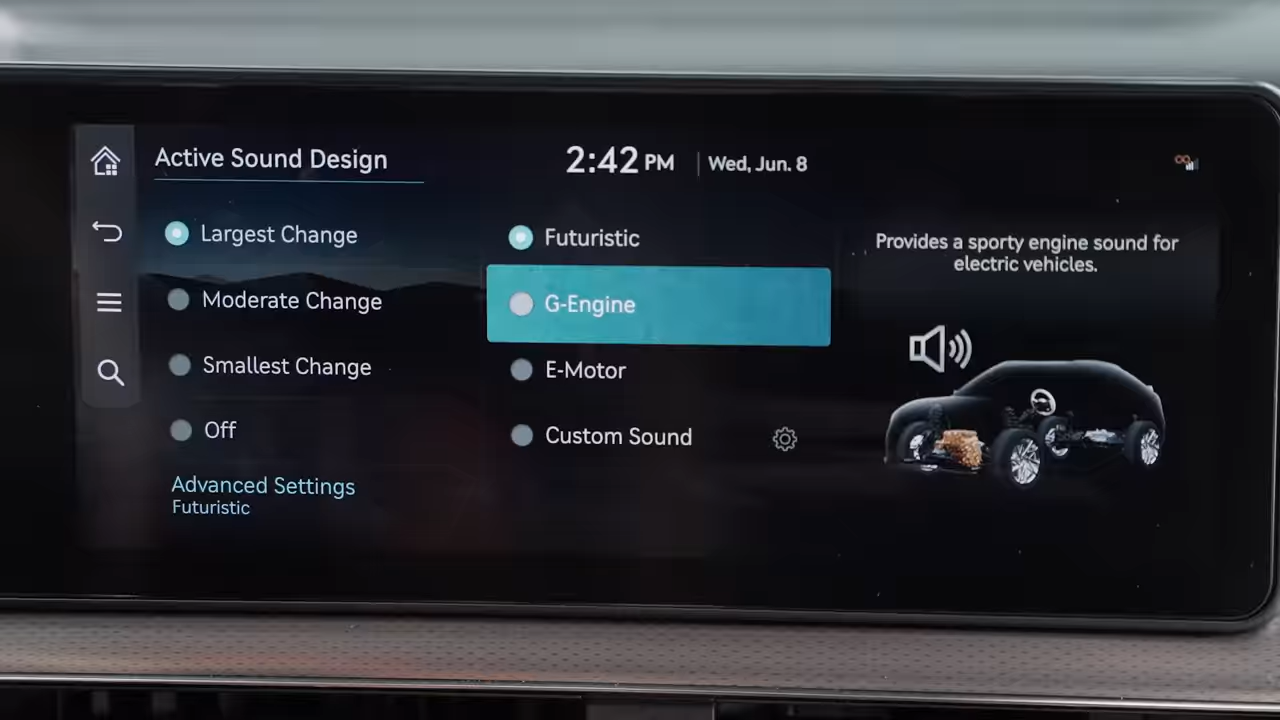 Active Sound Design
2:42 PM
Wed, Jun. 8
Largest Change
Moderate Change
Smallest Change
Off
Advanced Settings
Futuristic
Futuristic
G-Engine
E-Motor
Custom Sound
Provides a sporty engine sound for
electric vehicles.